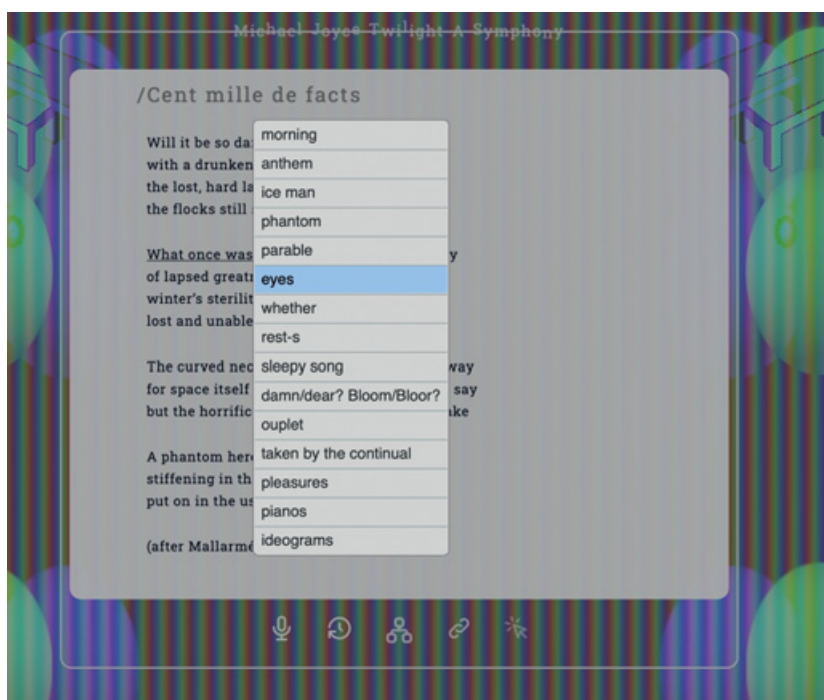 Michael Joyce Twilight A Symphony
/Cent mille de facts
Will it be so da
with a drunken
the lost, hard la
the flocks still
What once was y
of lapsed great
winter's sterilit
lost and unable
The curved nec way
for space itself say
but the horrific ke
A phantom her
stiffening in th
put on in the us
(after Mallarmé
morning
anthem
ice man
phantom
parable
eyes
whether
rest-s
sleepy song
damn/dear? Bloom/Bloor?
ouplet
taken by the continual
pleasures
pianos
ideograms